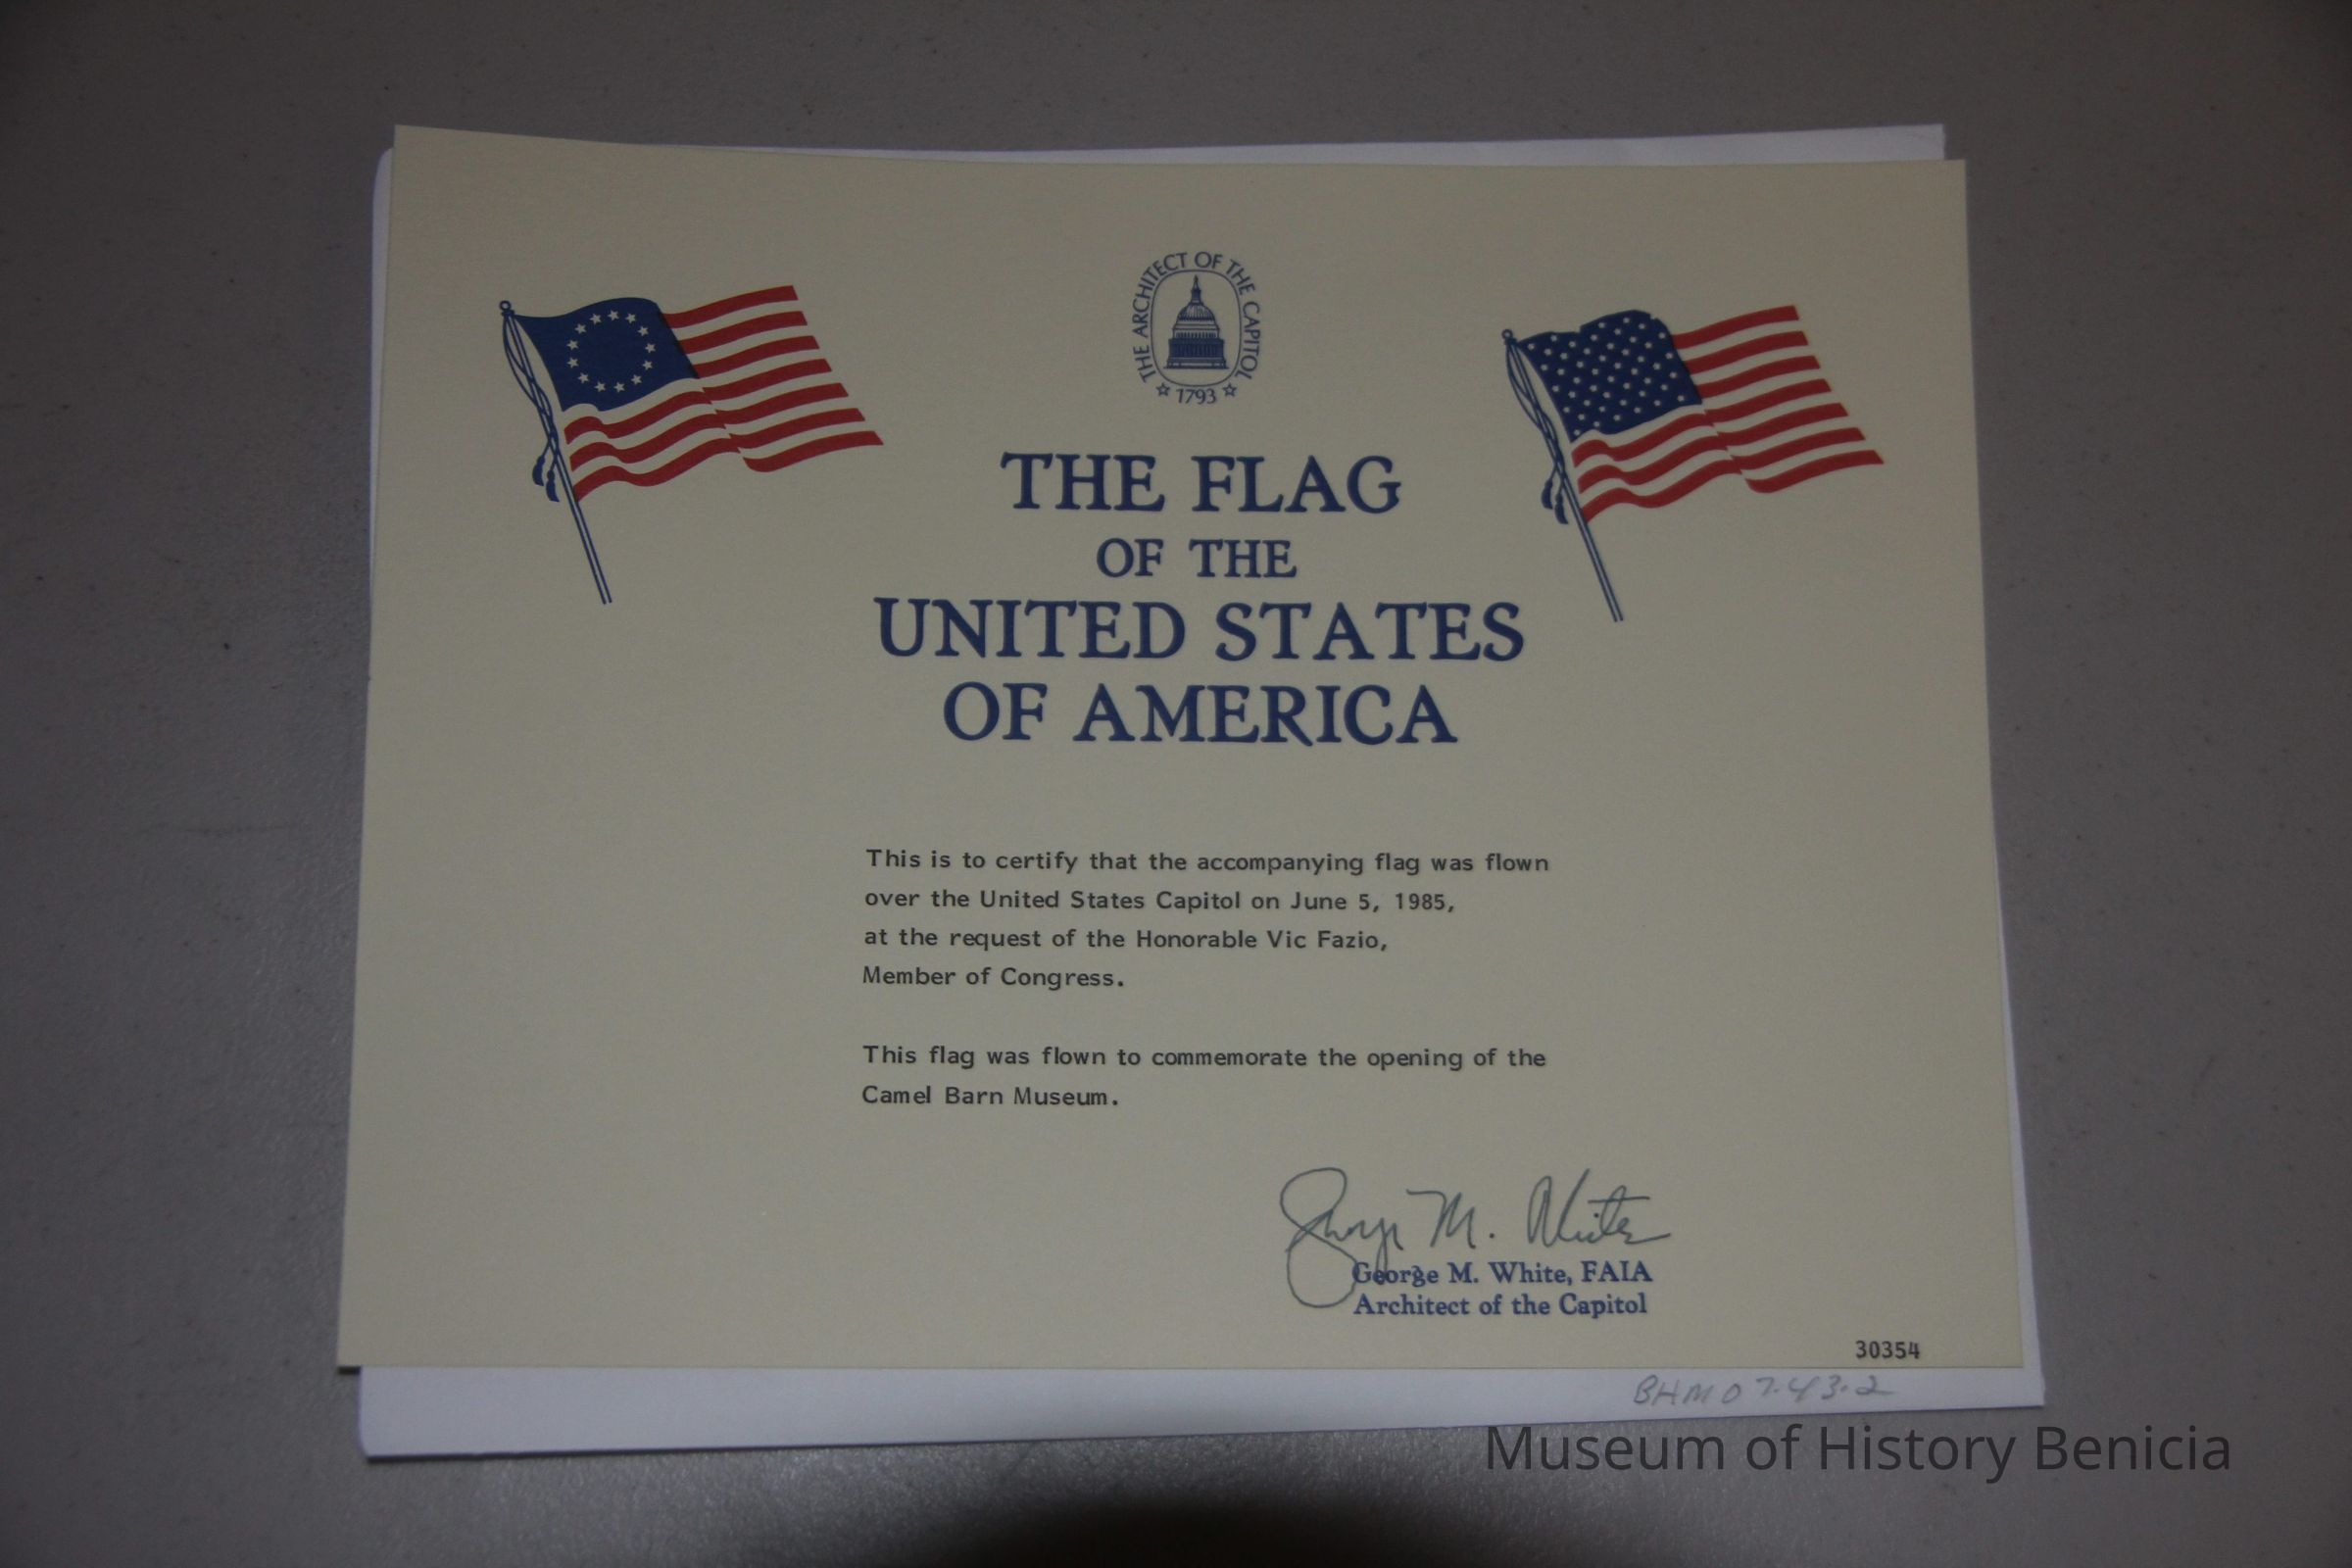 THE ARCHITECT OF THE CAPITOL
1793
THE FLAG
OF THE
UNITED STATES
OF AMERICA
This is to certify that the accompanying flag was flown
over the United States Capitol on June 5, 1985,
at the request of the Honorable Vic Fazio,
Member of Congress.
This flag was flown to commemorate the opening of the
Camel Barn Museum.
George M. White
George M. White, FAIA
Architect of the Capitol
30354
BHM 07.43.2
Museum of History Benicia